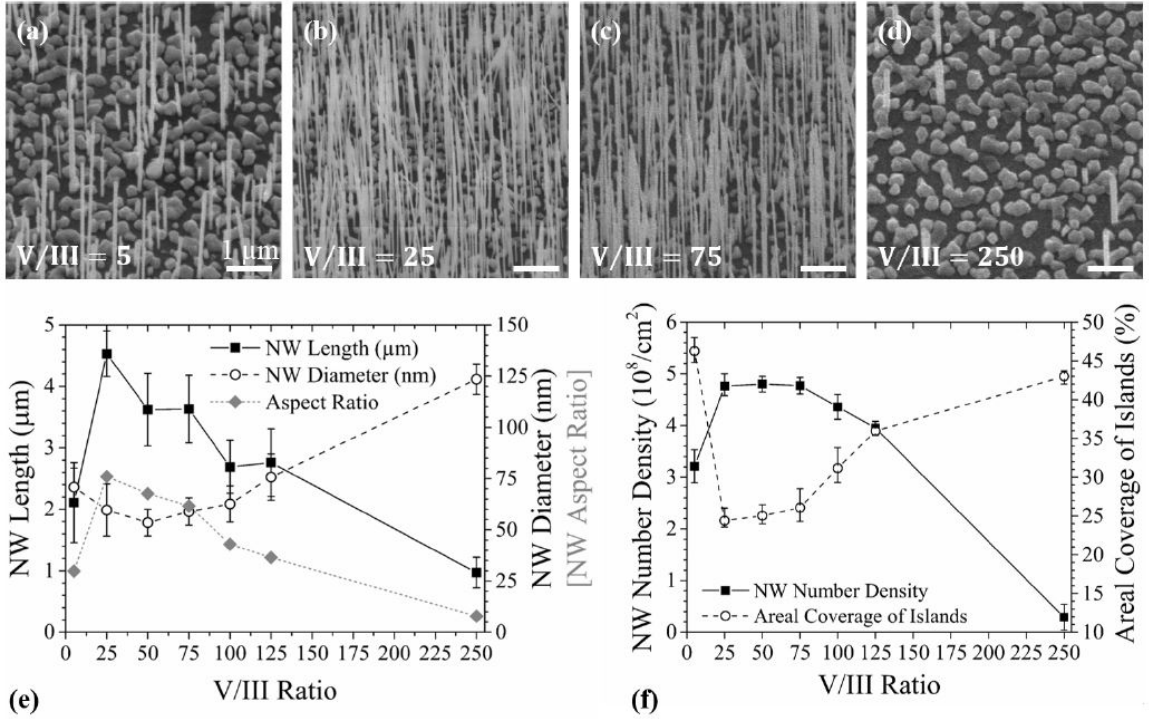 (a)
(b)
(c)
(d)
V/III = 5
1 μm
V/III = 25
V/III = 75
V/III = 250
5
4
3
2
1
0
NW Length (μm)
NW Length (μm)
NW Diameter (nm)
Aspect Ratio
150
125
100
75
50
25
0
NW Diameter (nm)
[NW Aspect Ratio]
0 25 50 75 100 125 150 175 200 225 250
V/III Ratio
(e)
6
5
4
3
2
1
0
NW Number Density (10⁸/cm²)
NW Number Density
Areal Coverage of Islands
50
45
40
35
30
25
20
15
10
Areal Coverage of Islands (%)
0 25 50 75 100 125 150 175 200 225 250
V/III Ratio
(f)